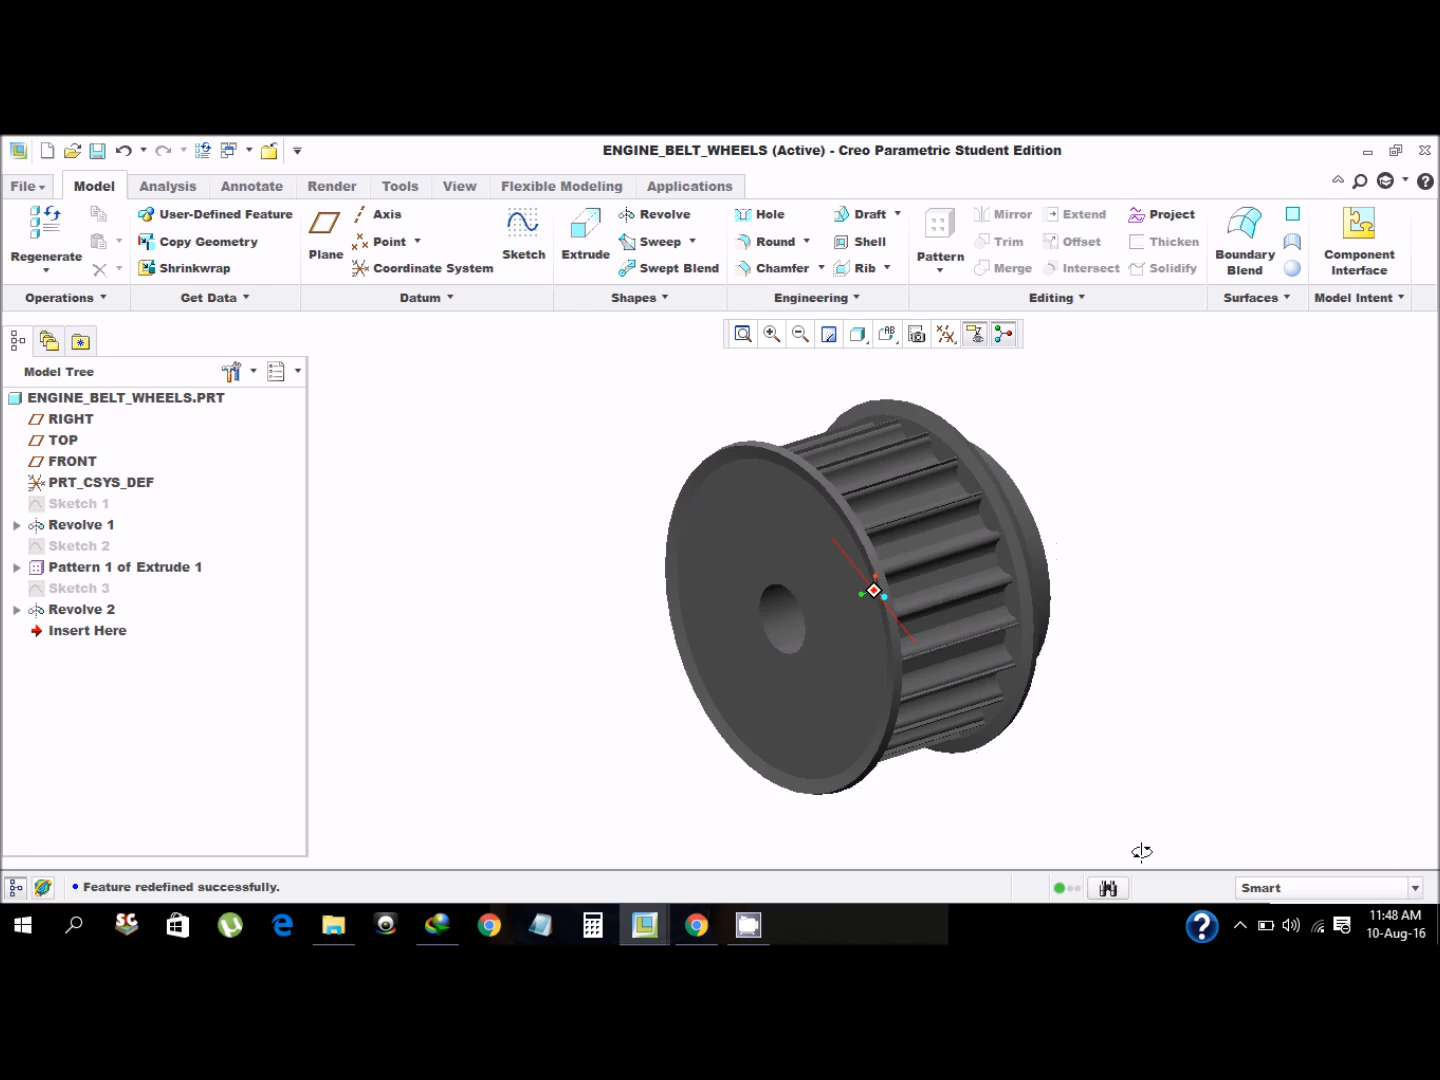 ENGINE_BELT_WHEELS (Active) - Creo Parametric Student Edition
File Model Analysis Annotate Render Tools View Flexible Modeling Applications
User-Defined Feature Axis Revolve Hole Draft Mirror Extend Project
Copy Geometry Point Sweep Round Shell Trim Offset Thicken
Regenerate Plane Sketch Extrude Pattern Boundary Blend Component Interface
Shrinkwrap Coordinate System Swept Blend Chamfer Rib Merge Intersect Solidify
Operations Get Data Datum Shapes Engineering Editing Surfaces Model Intent
Model Tree
ENGINE_BELT_WHEELS.PRT
RIGHT
TOP
FRONT
PRT_CSYS_DEF
Sketch 1
Revolve 1
Sketch 2
Pattern 1 of Extrude 1
Sketch 3
Revolve 2
Insert Here
Feature redefined successfully.
Smart
11:48 AM
10-Aug-16